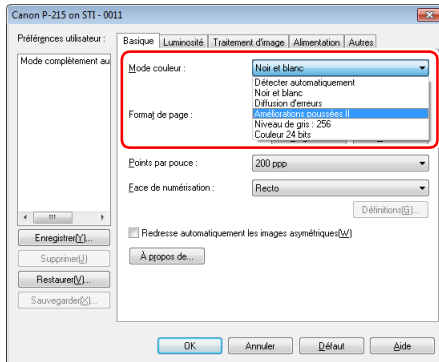 Canon P-215 on STI - 0011
Préférences utilisateur :
Mode complètement au
Basique Luminosité Traitement d'image Alimentation Autres
Mode couleur : Noir et blanc
Détecter automatiquement
Noir et blanc
Diffusion d'erreurs
Format de page : Améliorations poussées II
Niveau de gris : 256
Couleur 24 bits
Points par pouce : 200 ppp
Face de numérisation : Recto
Définitions[G]...
Redresse automatiquement les images asymétriques[W]
À propos de...
Enregistrer[Y]...
Supprimer[J]
Restaurer[V]...
Sauvegarder[X]...
OK Annuler Défaut Aide